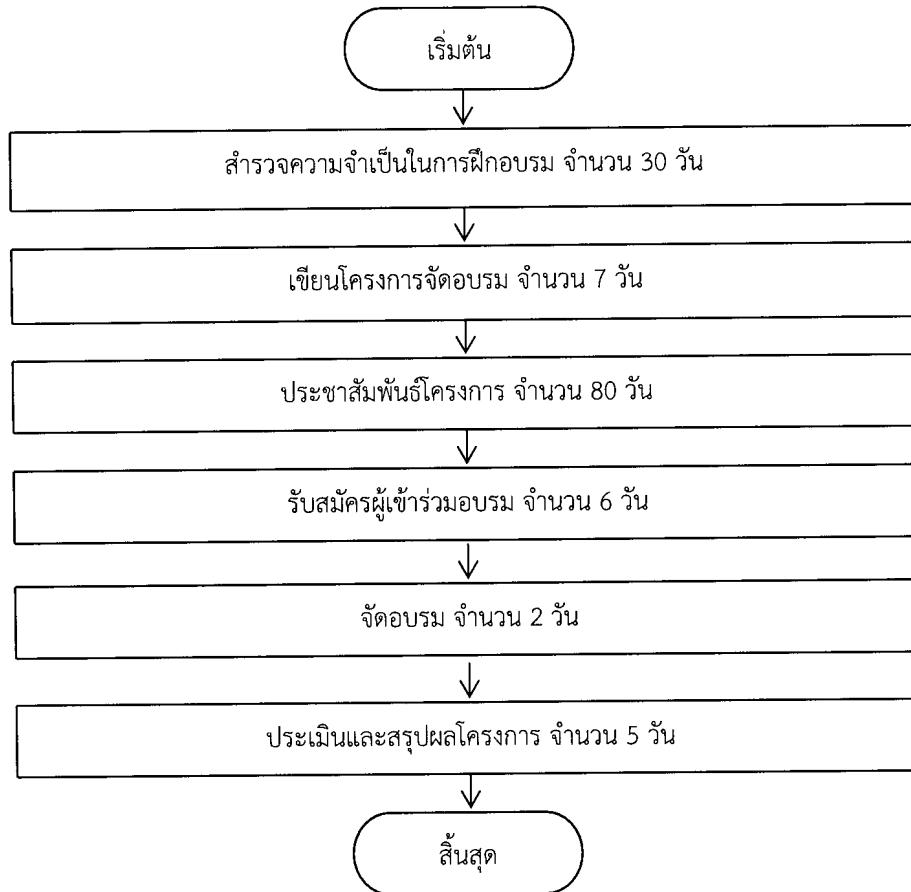 เริ่มต้น
สำรวจความจำเป็นในการฝึกอบรม จำนวน 30 วัน
เขียนโครงการจัดอบรม จำนวน 7 วัน
ประชาสัมพันธ์โครงการ จำนวน 80 วัน
รับสมัครผู้เข้าร่วมอบรม จำนวน 6 วัน
จัดอบรม จำนวน 2 วัน
ประเมินและสรุปผลโครงการ จำนวน 5 วัน
สิ้นสุด